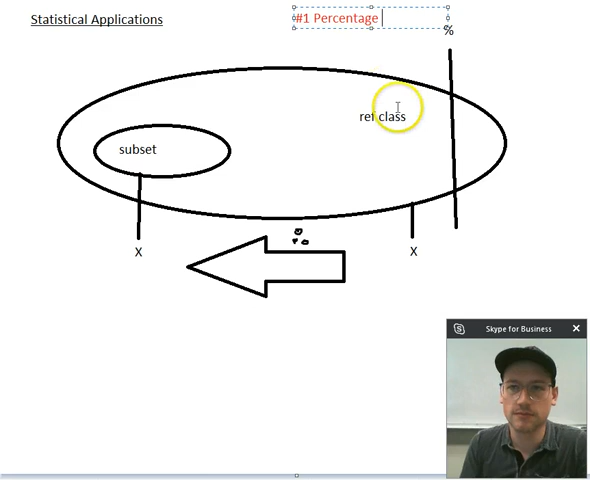 Statistical Applications
#1 Percentage
%
ref class
subset
X
X
Skype for Business